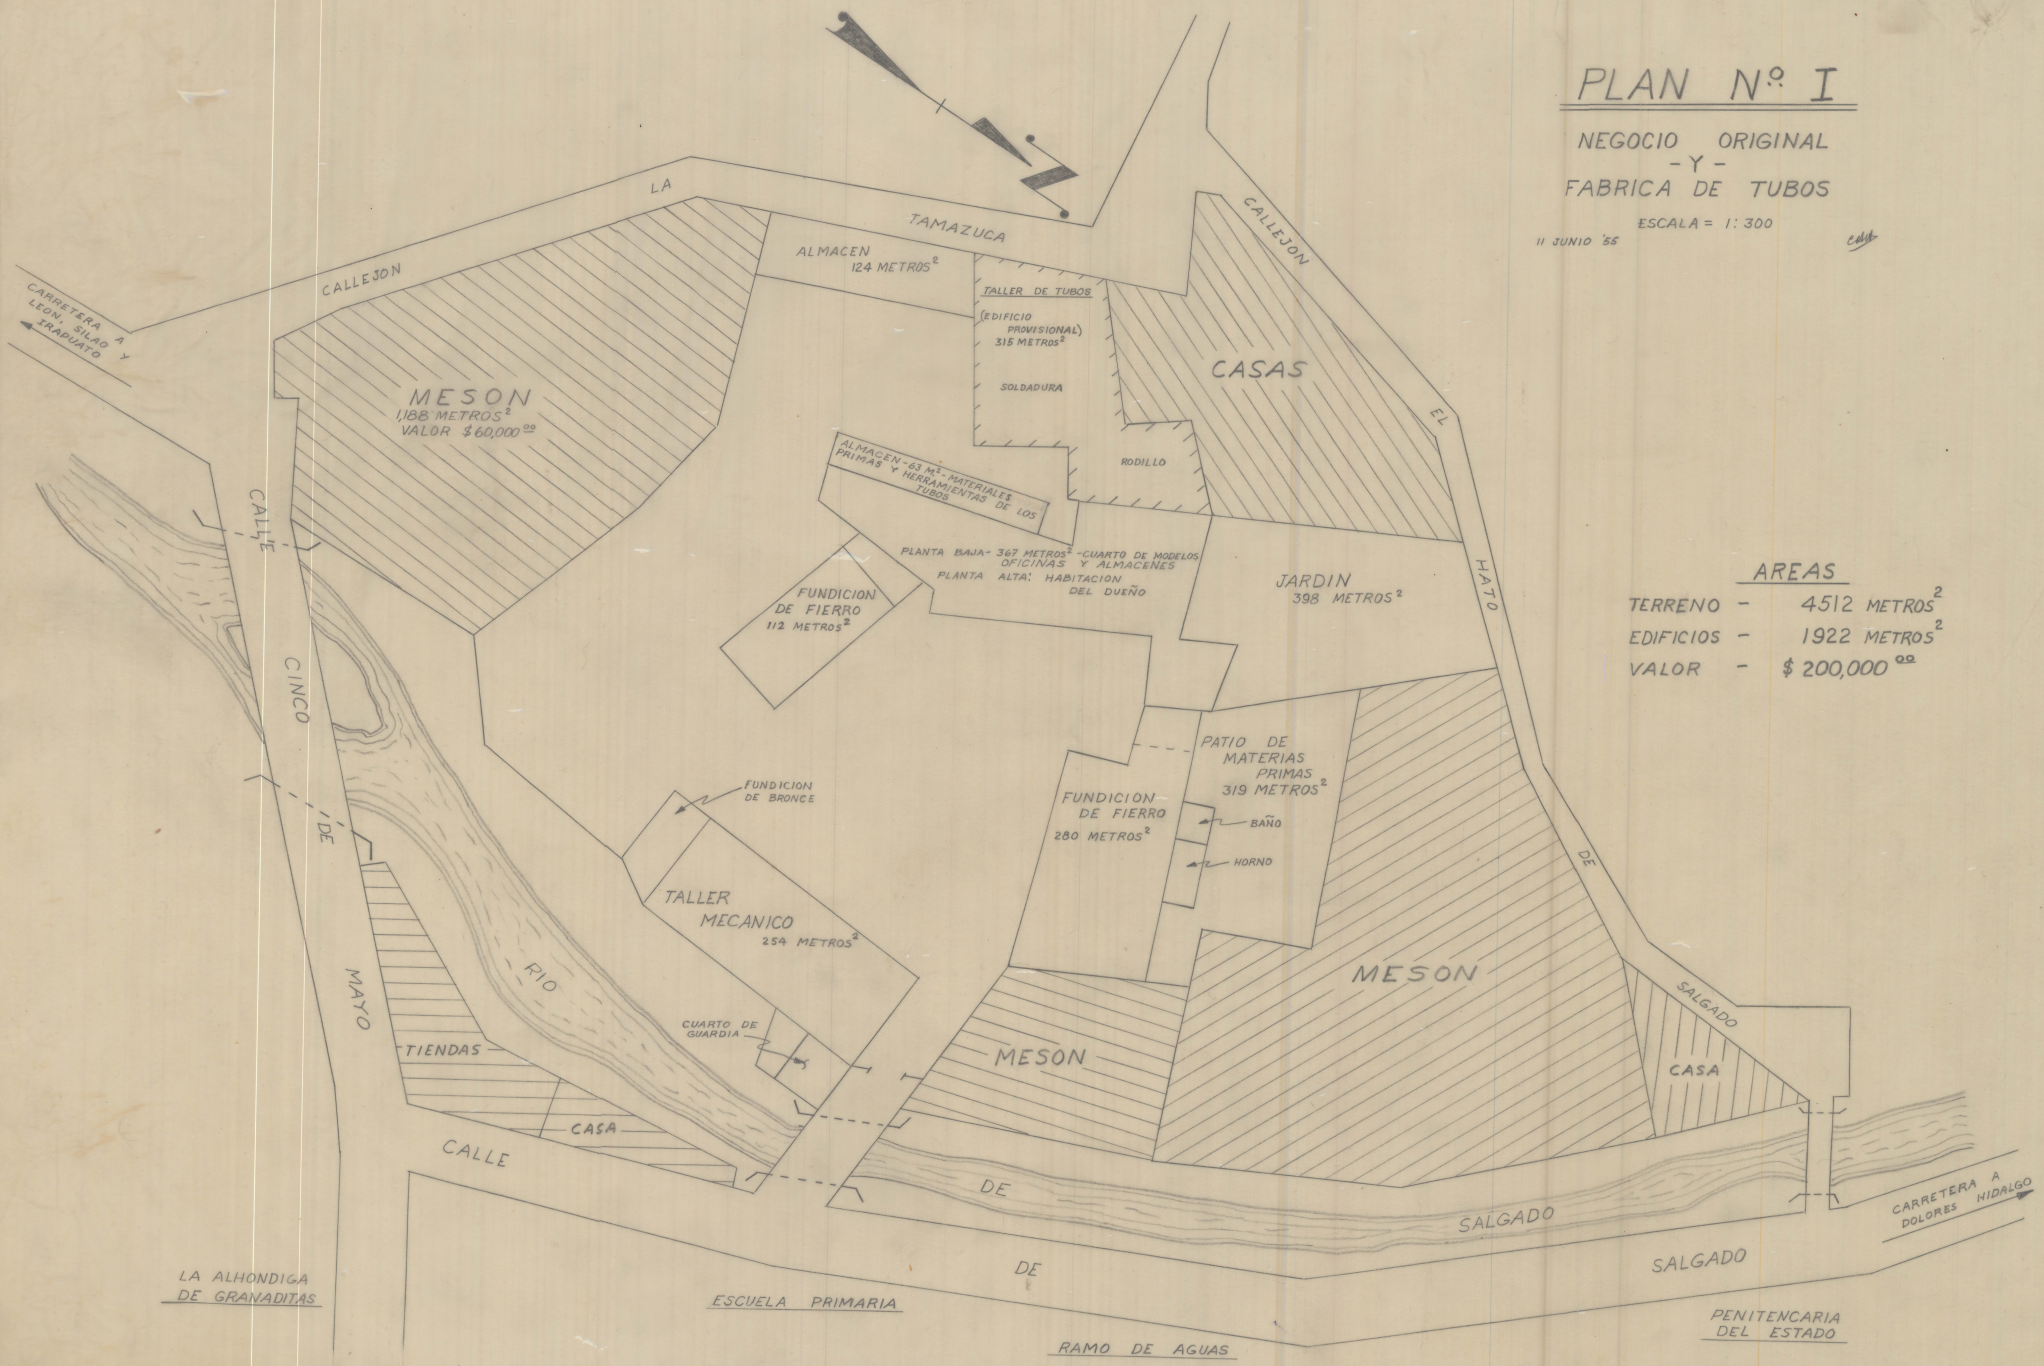 PLAN Nº I
NEGOCIO ORIGINAL
- Y -
FABRICA DE TUBOS
ESCALA = 1:300
11 JUNIO '55
CALLEJON
LA
TAMAZUCA
CALLEJON
EL
HATO
DE
SALGADO
CARRETERA A
LEON, SILAO Y
IRAPUATO
ALMACEN
124 METROS²
TALLER DE TUBOS
(EDIFICIO
PROVISIONAL)
315 METROS²
SOLDADURA
RODILLO
CASAS
MESON
1,188 METROS²
VALOR $60,000 00
ALMACEN-63 M.²-MATERIALES
PRIMAS Y HERRAMIENTAS DE LOS
TUBOS
PLANTA BAJA- 367 METROS²-CUARTO DE MODELOS
OFICINAS Y ALMACENES
PLANTA ALTA: HABITACION
DEL DUEÑO
FUNDICION
DE FIERRO
112 METROS²
JARDIN
398 METROS²
AREAS
TERRENO - 4512 METROS²
EDIFICIOS - 1922 METROS²
VALOR - $ 200,000 00
CALLE
CINCO
DE
MAYO
PATIO DE
MATERIAS
PRIMAS
319 METROS²
FUNDICION
DE BRONCE
FUNDICION
DE FIERRO
280 METROS²
BAÑO
HORNO
TALLER
MECANICO
254 METROS²
RIO
CUARTO DE
GUARDIA
MESON
MESON
CASA
TIENDAS
CASA
CALLE
DE
SALGADO
DE
SALGADO
CARRETERA A
DOLORES HIDALGO
LA ALHONDIGA
DE GRANADITAS
ESCUELA PRIMARIA
RAMO DE AGUAS
PENITENCARIA
DEL ESTADO